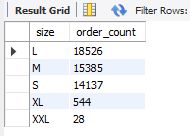 Result Grid Filter Rows:
size order_count
L 18526
M 15385
S 14137
XL 544
XXL 28